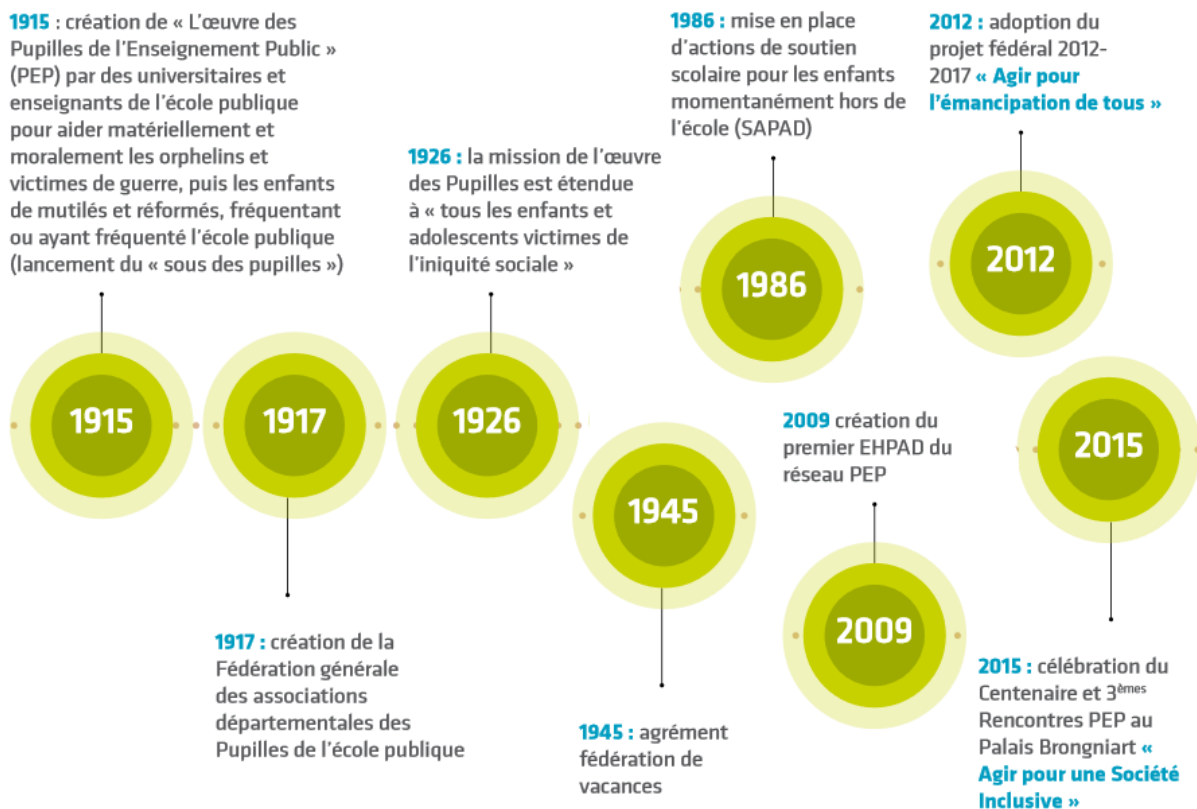 1915 : création de « L’œuvre des
Pupilles de l’Enseignement Public »
(PEP) par des universitaires et
enseignants de l’école publique
pour aider matériellement et
moralement les orphelins et
victimes de guerre, puis les enfants
de mutilés et réformés, fréquentant
ou ayant fréquenté l’école publique
(lancement du « sous des pupilles »)
1926 : la mission de l’œuvre
des Pupilles est étendue
à « tous les enfants et
adolescents victimes de
l’iniquité sociale »
1986 : mise en place
d’actions de soutien
scolaire pour les enfants
momentanément hors de
l’école (SAPAD)
2012 : adoption du
projet fédéral 2012-
2017 « Agir pour
l’émancipation de tous »
1915
1917
1926
1945
1986
2009
2012
2015
1917 : création de la
Fédération générale
des associations
départementales des
Pupilles de l’école publique
1945 : agrément
fédération de
vacances
2009 création du
premier EHPAD du
réseau PEP
2015 : célébration du
Centenaire et 3èmes
Rencontres PEP au
Palais Brongniart «
Agir pour une Société
Inclusive »